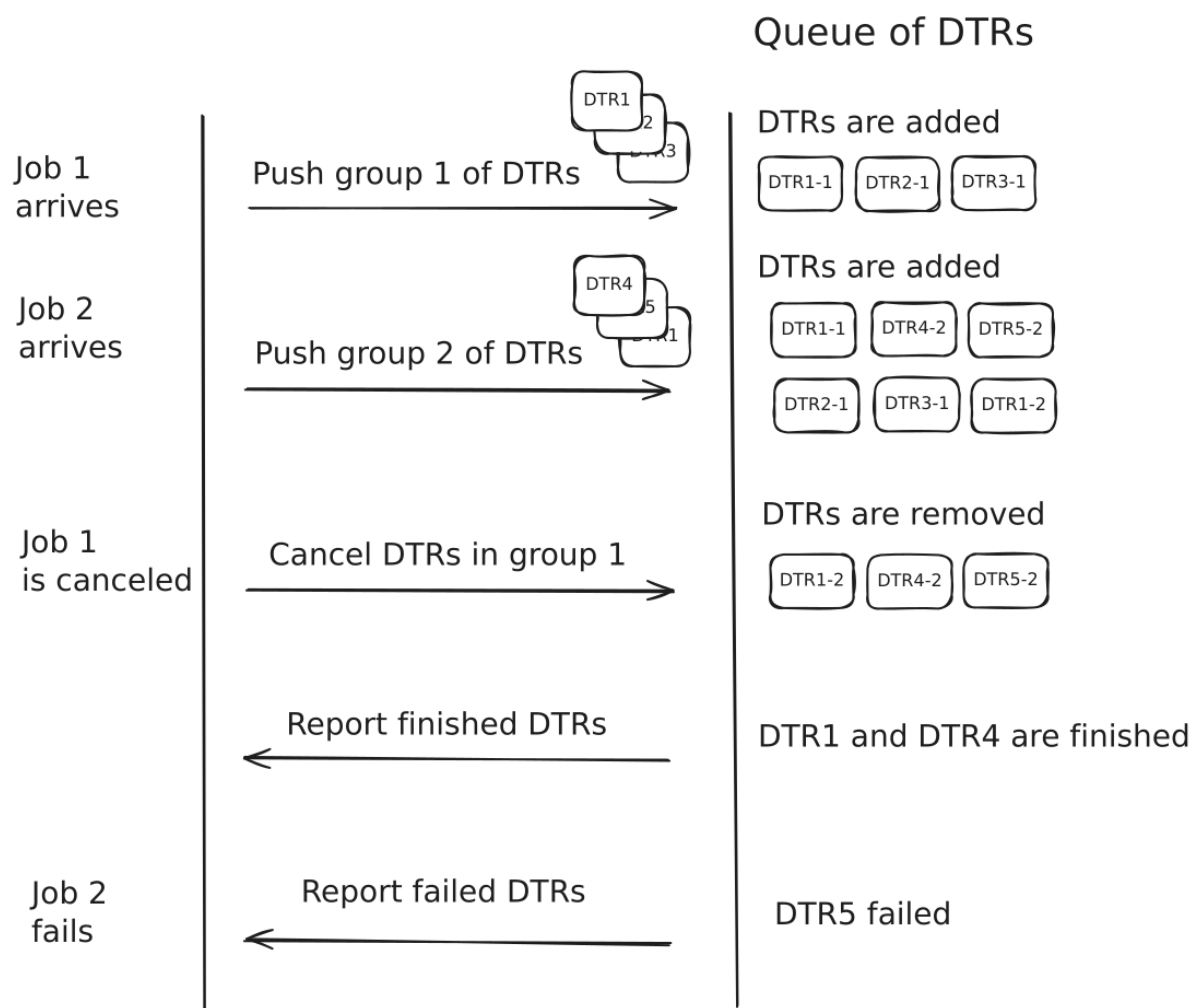 Queue of DTRs
DTR1
2
3
Job 1
arrives
Push group 1 of DTRs
DTRs are added
DTR1-1
DTR2-1
DTR3-1
Job 2
arrives
DTR4
5
1
Push group 2 of DTRs
DTRs are added
DTR1-1
DTR4-2
DTR5-2
DTR2-1
DTR3-1
DTR1-2
Job 1
is canceled
Cancel DTRs in group 1
DTRs are removed
DTR1-2
DTR4-2
DTR5-2
Report finished DTRs
DTR1 and DTR4 are finished
Job 2
fails
Report failed DTRs
DTR5 failed